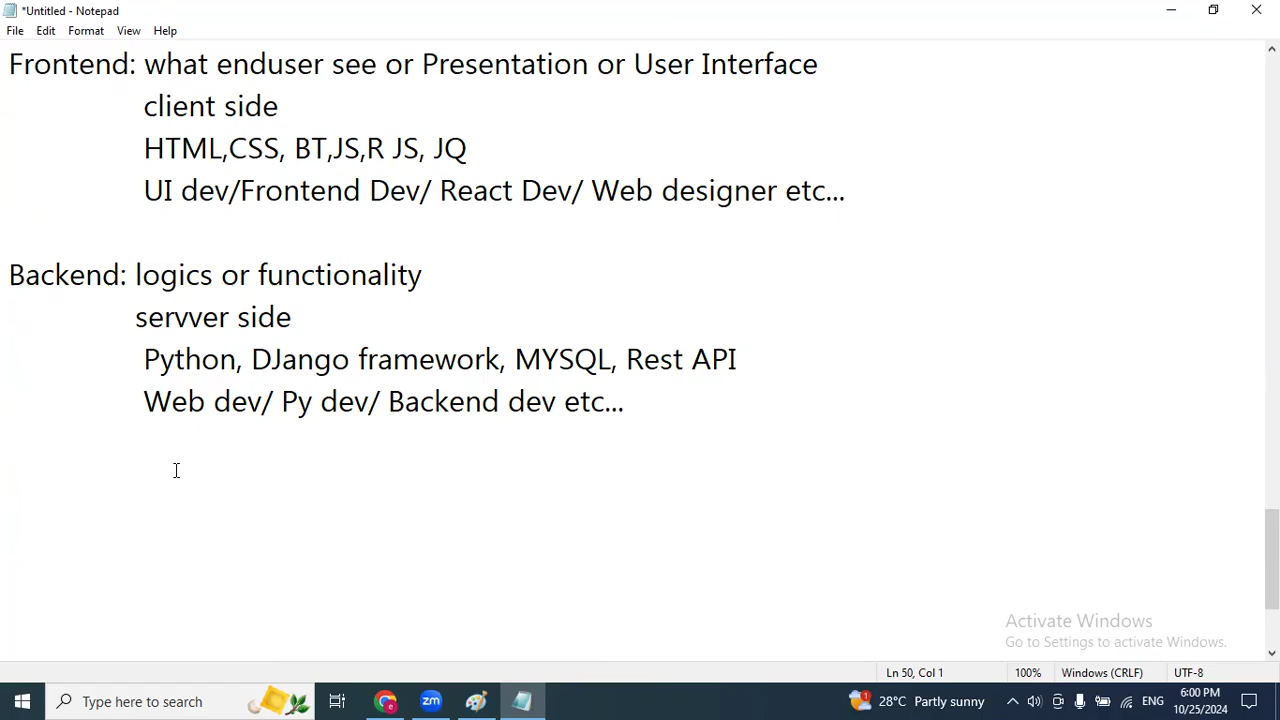 *Untitled - Notepad
File Edit Format View Help
Frontend: what enduser see or Presentation or User Interface
client side
HTML,CSS, BT,JS,R JS, JQ
UI dev/Frontend Dev/ React Dev/ Web designer etc...
Backend: logics or functionality
servver side
Python, DJango framework, MYSQL, Rest API
Web dev/ Py dev/ Backend dev etc...
Activate Windows
Go to Settings to activate Windows.
Ln 50, Col 1 100% Windows (CRLF) UTF-8
Type here to search zm 1 28°C Partly sunny ENG 6:00 PM
10/25/2024